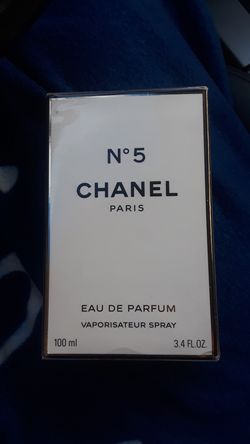 N°5
CHANEL
PARIS
EAU DE PARFUM
VAPORISATEUR SPRAY
100 ml 3.4 FL.OZ.